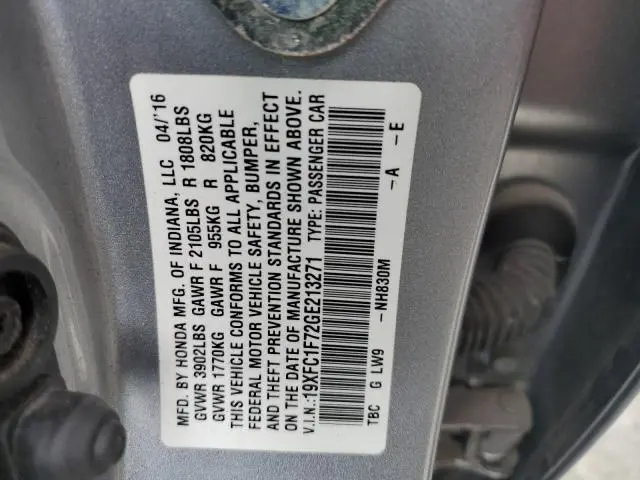 MFD. BY HONDA MFG. OF INDIANA, LLC 04/'16
GVWR 3902LBS GAWR F 2105LBS R 1808LBS
GVWR 1770KG GAWR F 955KG R 820KG
THIS VEHICLE CONFORMS TO ALL APPLICABLE
FEDERAL MOTOR VEHICLE SAFETY, BUMPER,
AND THEFT PREVENTION STANDARDS IN EFFECT
ON THE DATE OF MANUFACTURE SHOWN ABOVE.
V.I.N.:19XFC1F72GE213271 TYPE: PASSENGER CAR
-NH830M -A -E
TBC G LW9